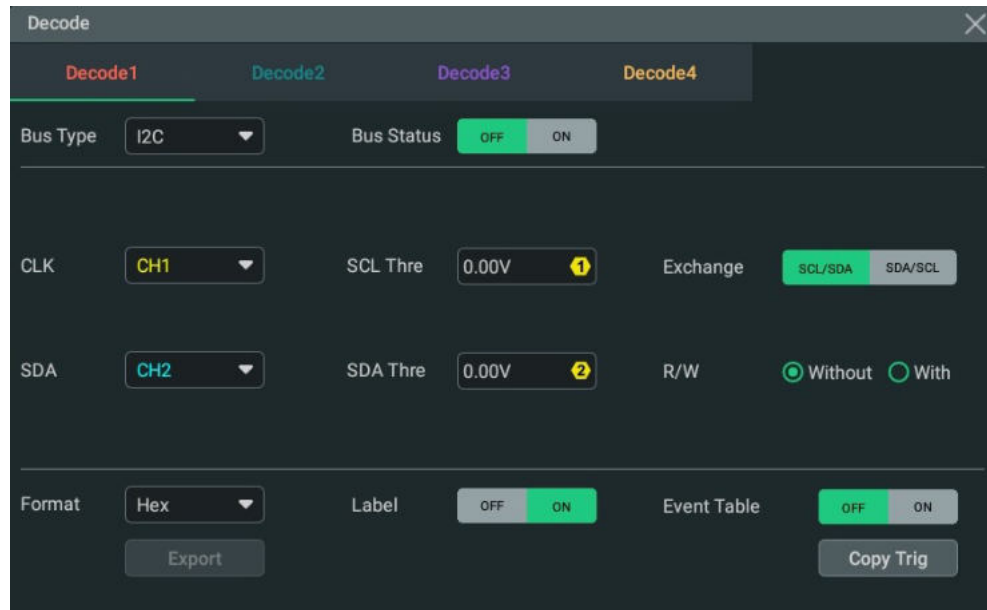 Decode
Decode1 Decode2 Decode3 Decode4
Bus Type I2C Bus Status OFF ON
CLK CH1 SCL Thre 0.00V 1 Exchange SCL/SDA SDA/SCL
SDA CH2 SDA Thre 0.00V 2 R/W Without With
Format Hex Label OFF ON Event Table OFF ON
Export Copy Trig